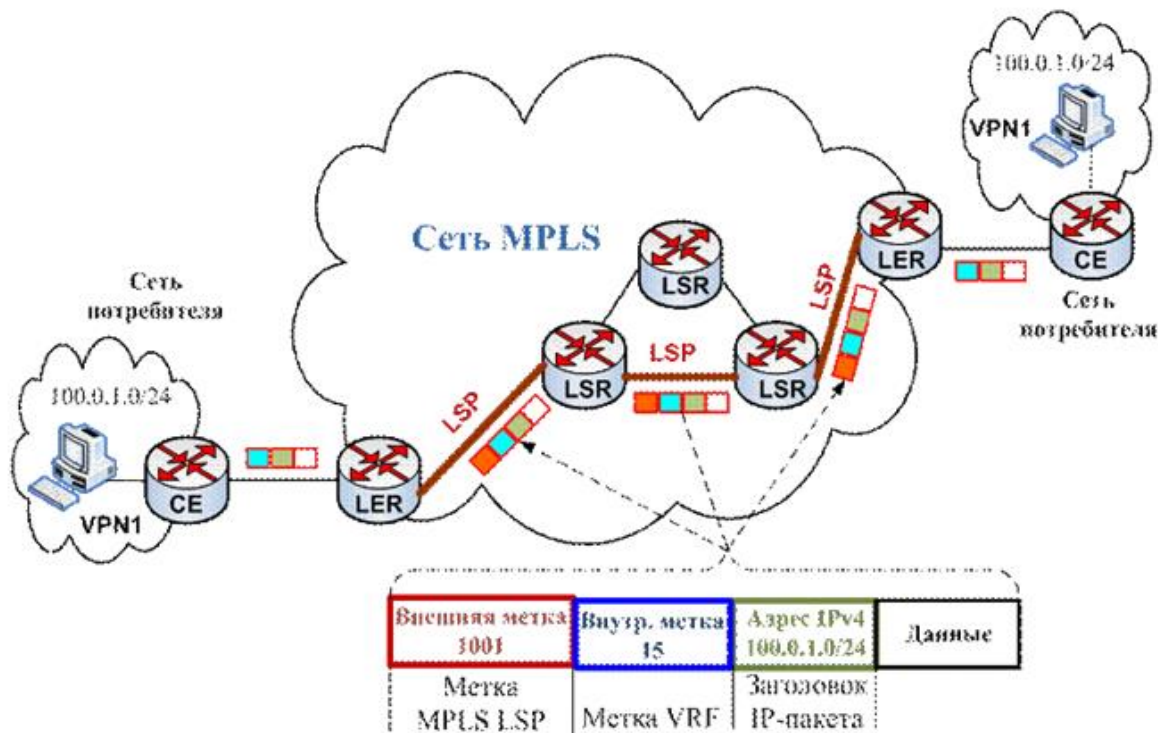 100.0.1.0/24
VPN1
Сеть MPLS
LER
CE
LSR
LSP
Сеть
потребителя
Сеть
потребителя
LSP
LSR
LSR
LSP
100.0.1.0/24
CE
LER
VPN1
Внешняя метка
1001
Внутр. метка
15
Адрес IPv4
100.0.1.0/24
Данные
Метка
MPLS LSP
Метка VRF
Заголовок
IP-пакета